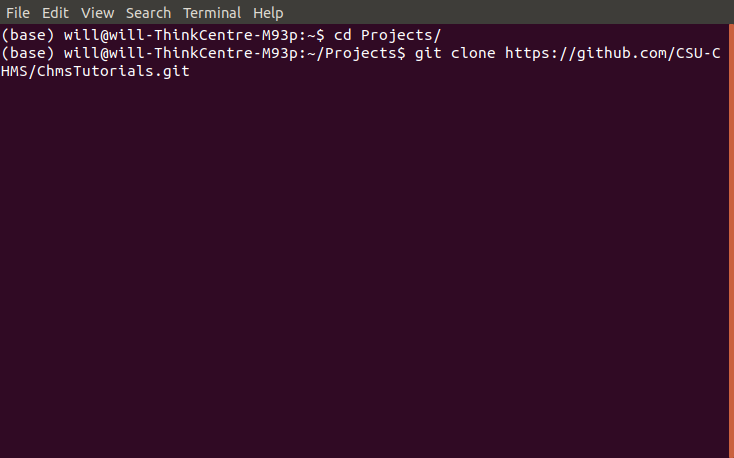 File Edit View Search Terminal Help
(base) will@will-ThinkCentre-M93p:~$ cd Projects/
(base) will@will-ThinkCentre-M93p:~/Projects$ git clone https://github.com/CSU-C
HMS/ChmsTutorials.git